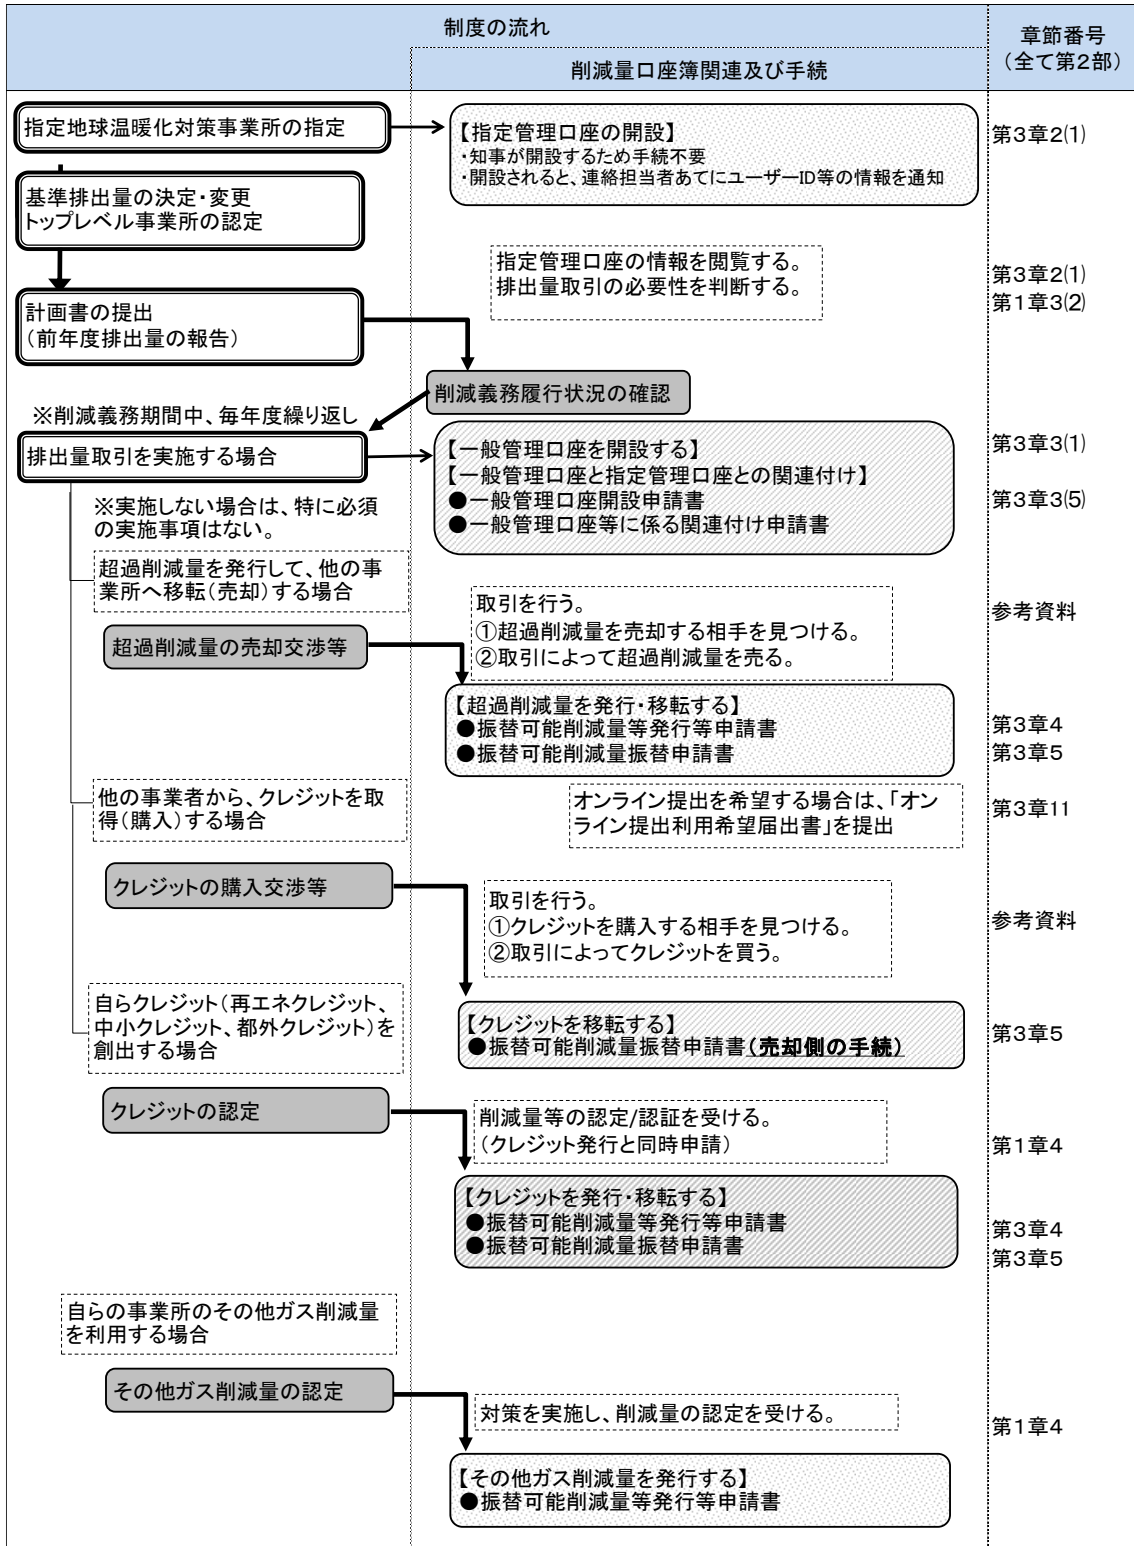 制度の流れ
章節番号
（全て第２部）
削減量口座簿関連及び手続
指定地球温暖化対策事業所の指定
【指定管理口座の開設】
・知事が開設するため手続不要
・開設されると、連絡担当者あてにユーザーID等の情報を通知
第３章２(1)
基準排出量の決定・変更
トップレベル事業所の認定
指定管理口座の情報を閲覧する。
排出量取引の必要性を判断する。
第３章２(1)
第１章３(2)
計画書の提出
（前年度排出量の報告）
削減義務履行状況の確認
※削減義務期間中、毎年度繰り返し
排出量取引を実施する場合
【一般管理口座を開設する】
【一般管理口座と指定管理口座との関連付け】
●一般管理口座開設申請書
●一般管理口座等に係る関連付け申請書
第３章３(1)
第３章３(5)
※実施しない場合は、特に必須
の実施事項はない。
超過削減量を発行して、他の事
業所へ移転（売却）する場合
取引を行う。
①超過削減量を売却する相手を見つける。
②取引によって超過削減量を売る。
参考資料
超過削減量の売却交渉等
【超過削減量を発行・移転する】
●振替可能削減量等発行等申請書
●振替可能削減量振替申請書
第３章４
第３章５
他の事業者から、クレジットを取
得（購入）する場合
オンライン提出を希望する場合は、「オン
ライン提出利用希望届出書」を提出
第３章11
クレジットの購入交渉等
取引を行う。
①クレジットを購入する相手を見つける。
②取引によってクレジットを買う。
参考資料
自らクレジット（再エネクレジット、
中小クレジット、都外クレジット）を
創出する場合
【クレジットを移転する】
●振替可能削減量振替申請書（売却側の手続）
第３章５
クレジットの認定
削減量等の認定/認証を受ける。
（クレジット発行と同時申請）
第１章４
【クレジットを発行・移転する】
●振替可能削減量等発行等申請書
●振替可能削減量振替申請書
第３章４
第３章５
自らの事業所のその他ガス削減量
を利用する場合
その他ガス削減量の認定
対策を実施し、削減量の認定を受ける。
第１章４
【その他ガス削減量を発行する】
●振替可能削減量等発行等申請書